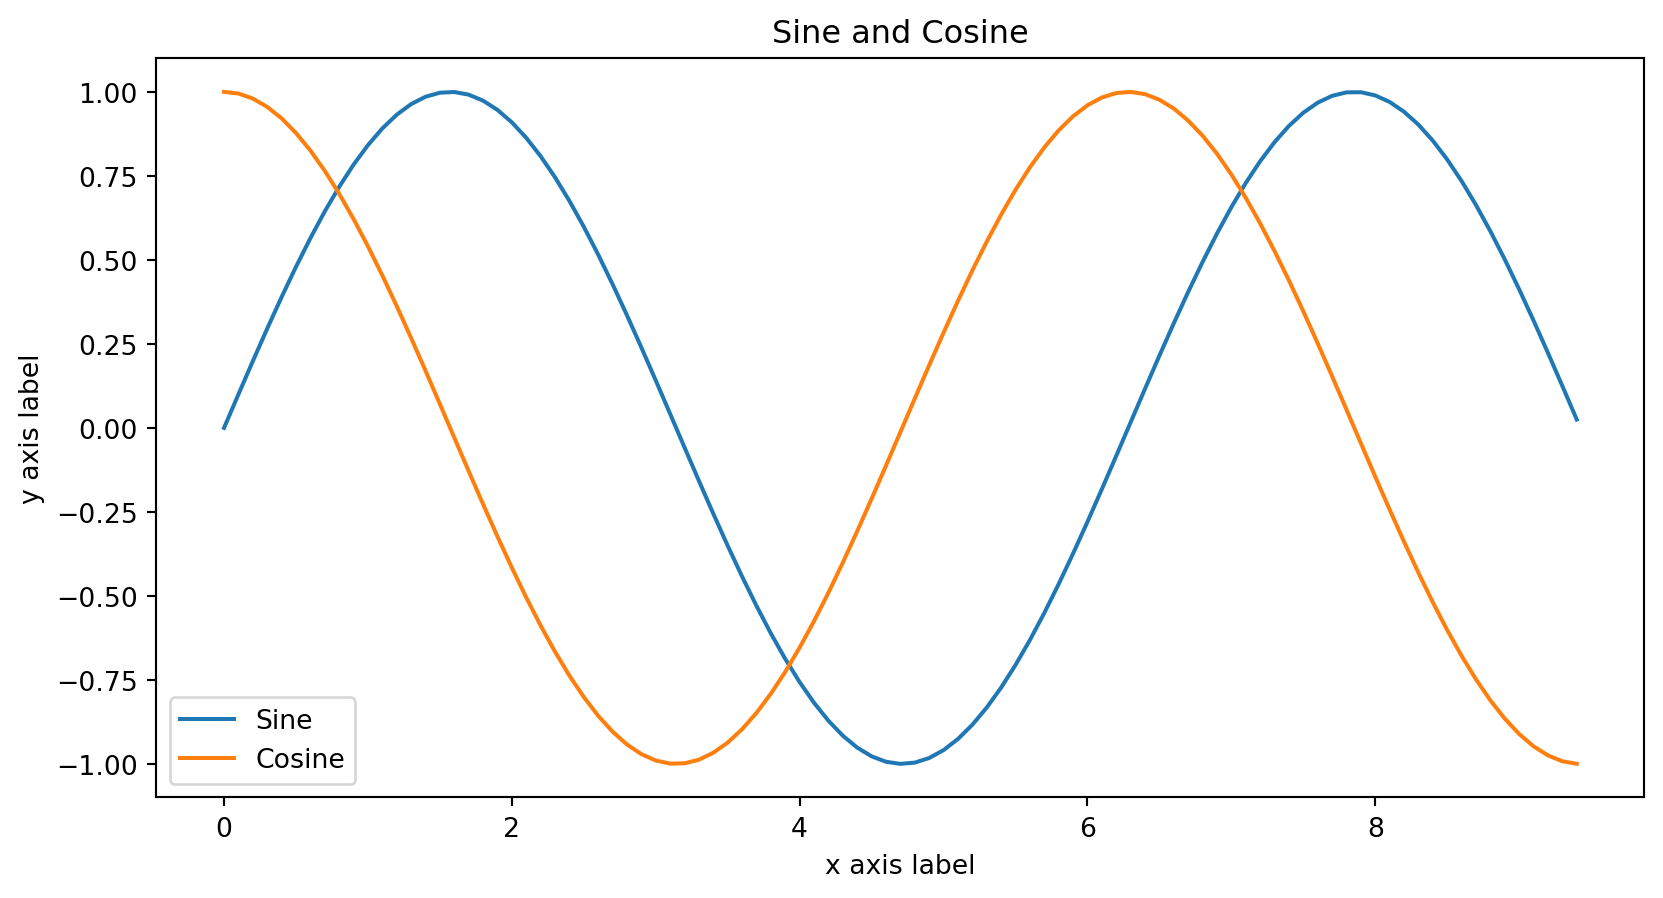 Sine and Cosine
1.00
0.75
0.50
0.25
0.00
−0.25
−0.50
−0.75
−1.00
y axis label
Sine
Cosine
0 2 4 6 8
x axis label